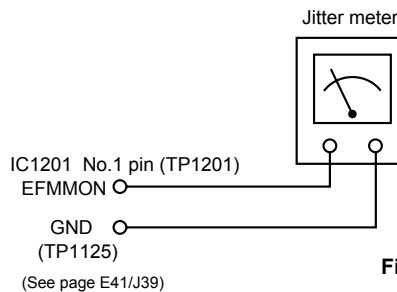 Jitter meter
IC1201 No.1 pin (TP1201)
EFMMON
GND
(TP1125)
(See page E41/J39)